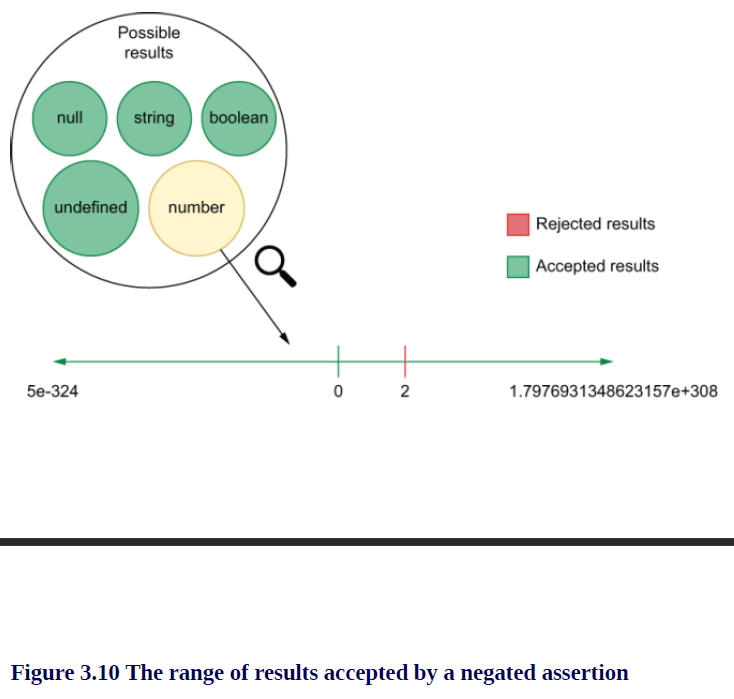 Possible
results
null
string
boolean
undefined
number
Rejected results
Accepted results
5e-324
0
2
1.7976931348623157e+308
Figure 3.10 The range of results accepted by a negated assertion